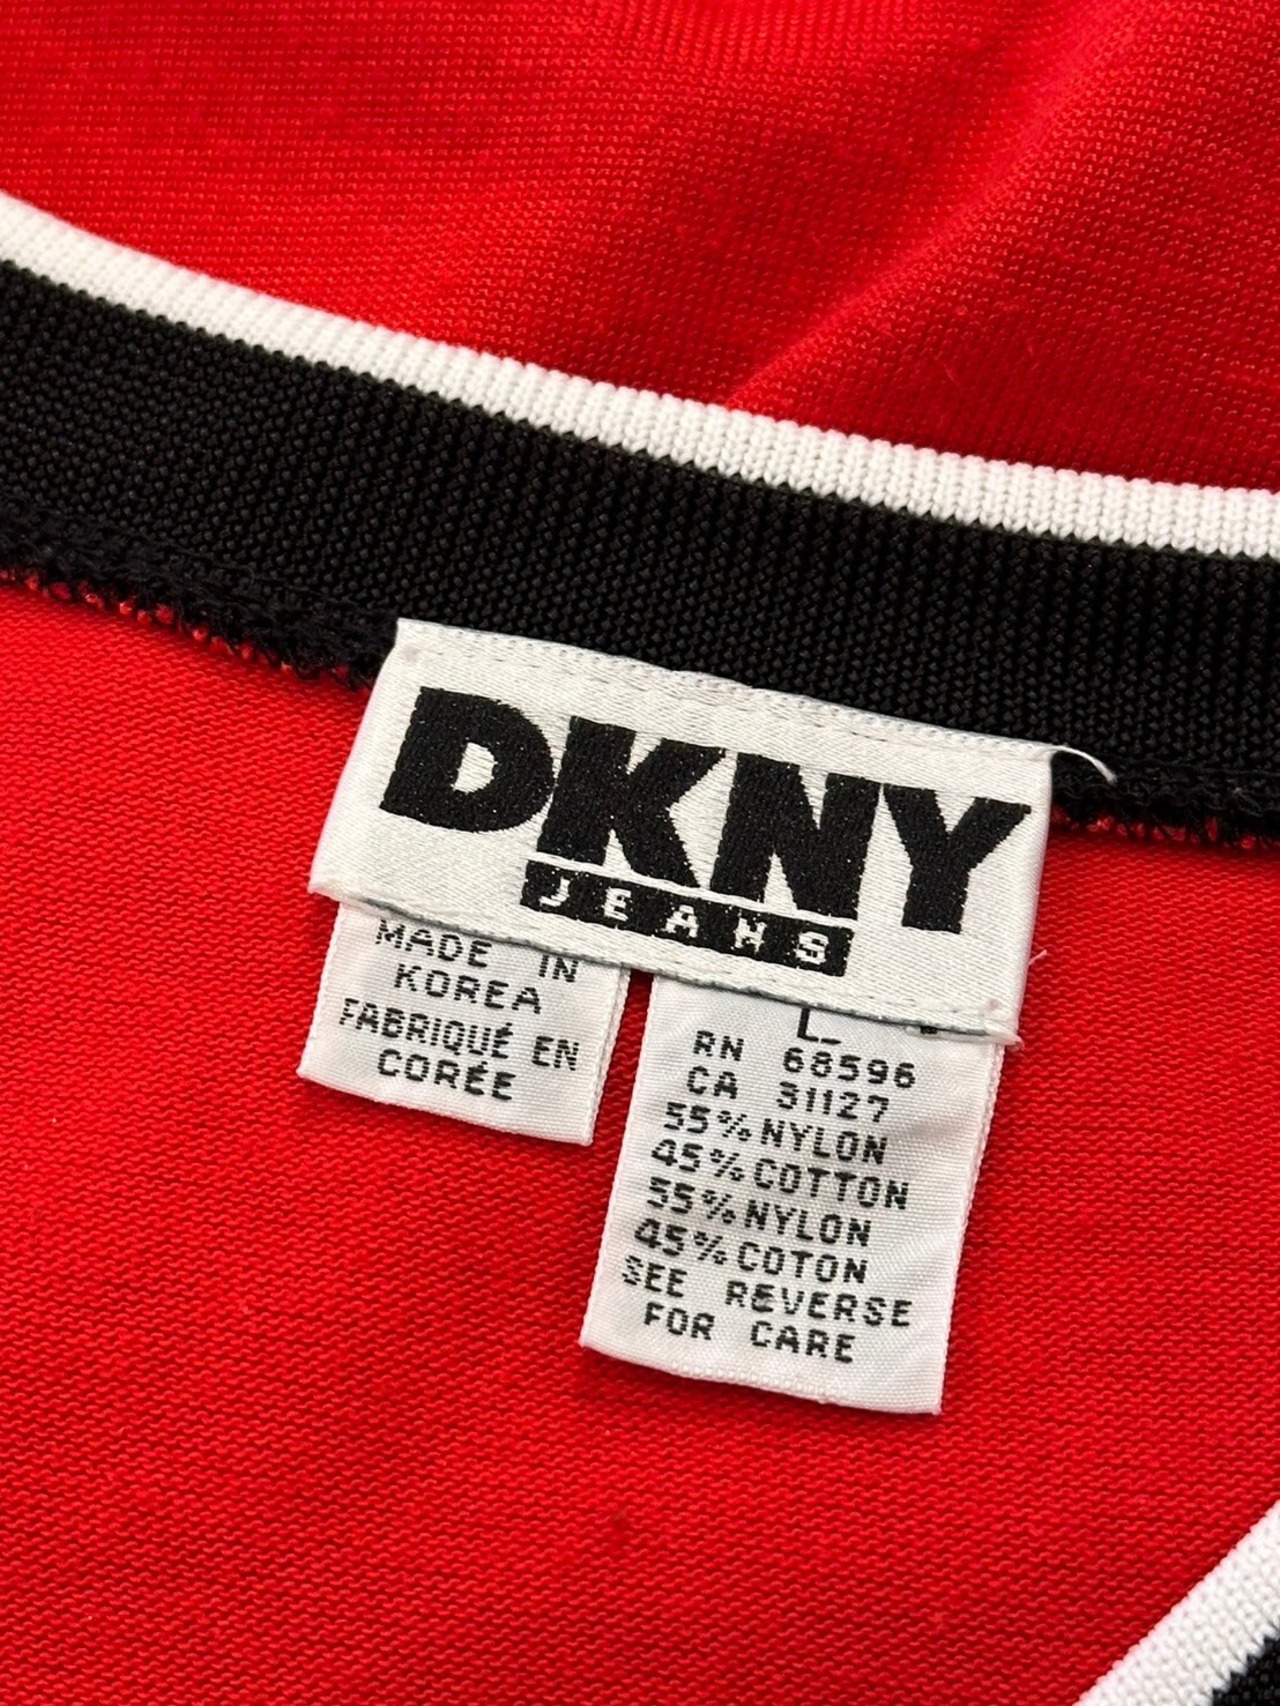 DKNY
JEANS
MADE IN
KOREA
FABRIQUÉ EN
CORÉE
L
RN 68596
CA 31127
55% NYLON
45% COTTON
55% NYLON
45% COTON
SEE REVERSE
FOR CARE